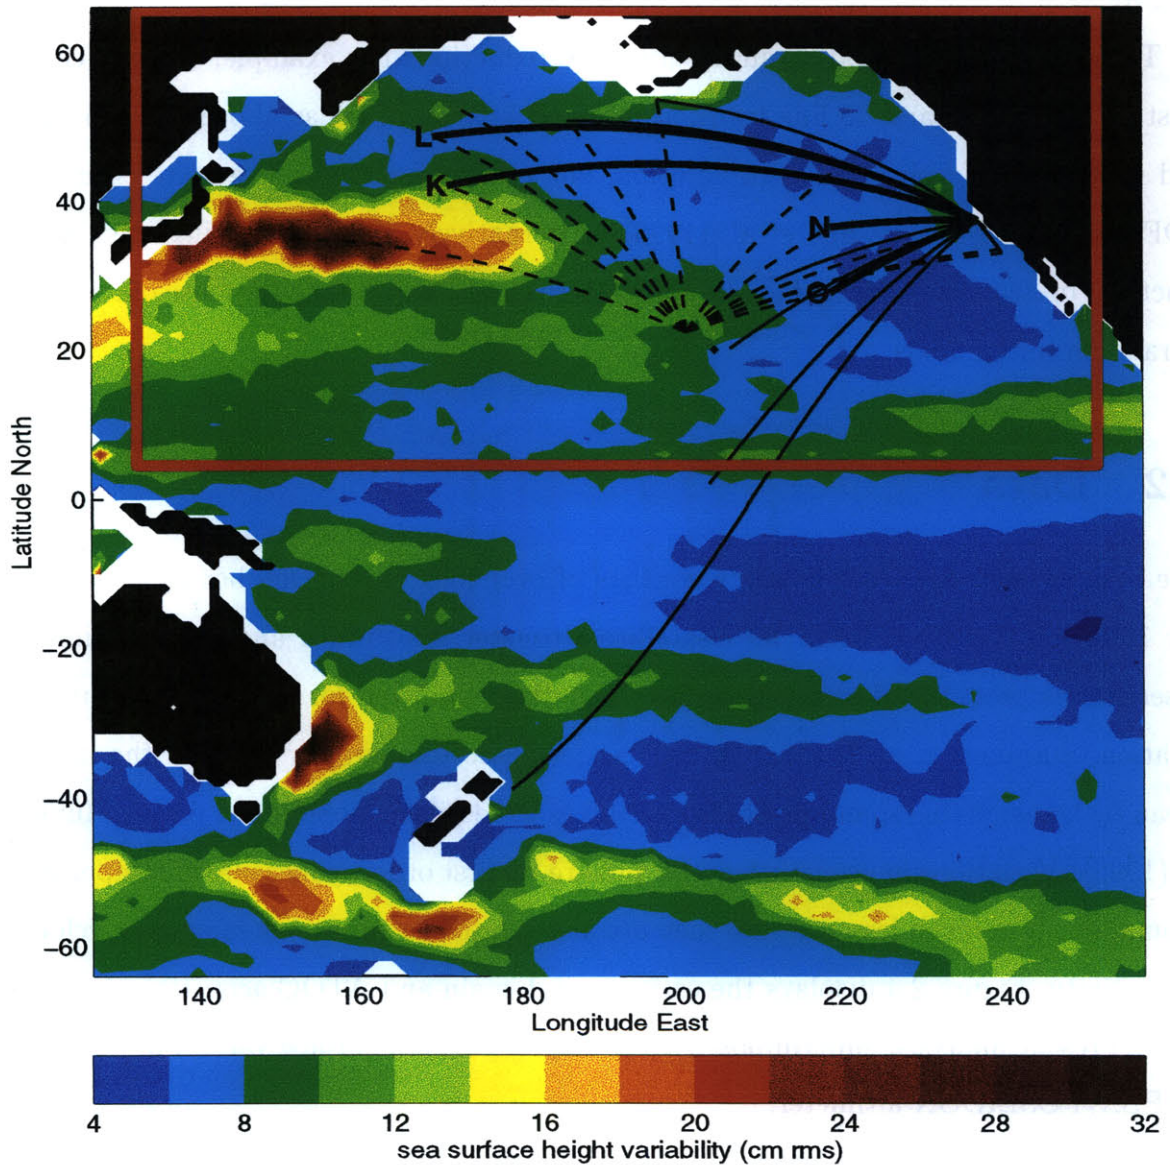 60
40
20
0
−20
−40
−60
Latitude North
L
K
N
O
140 160 180 200 220 240
Longitude East
4 8 12 16 20 24 28 32
sea surface height variability (cm rms)